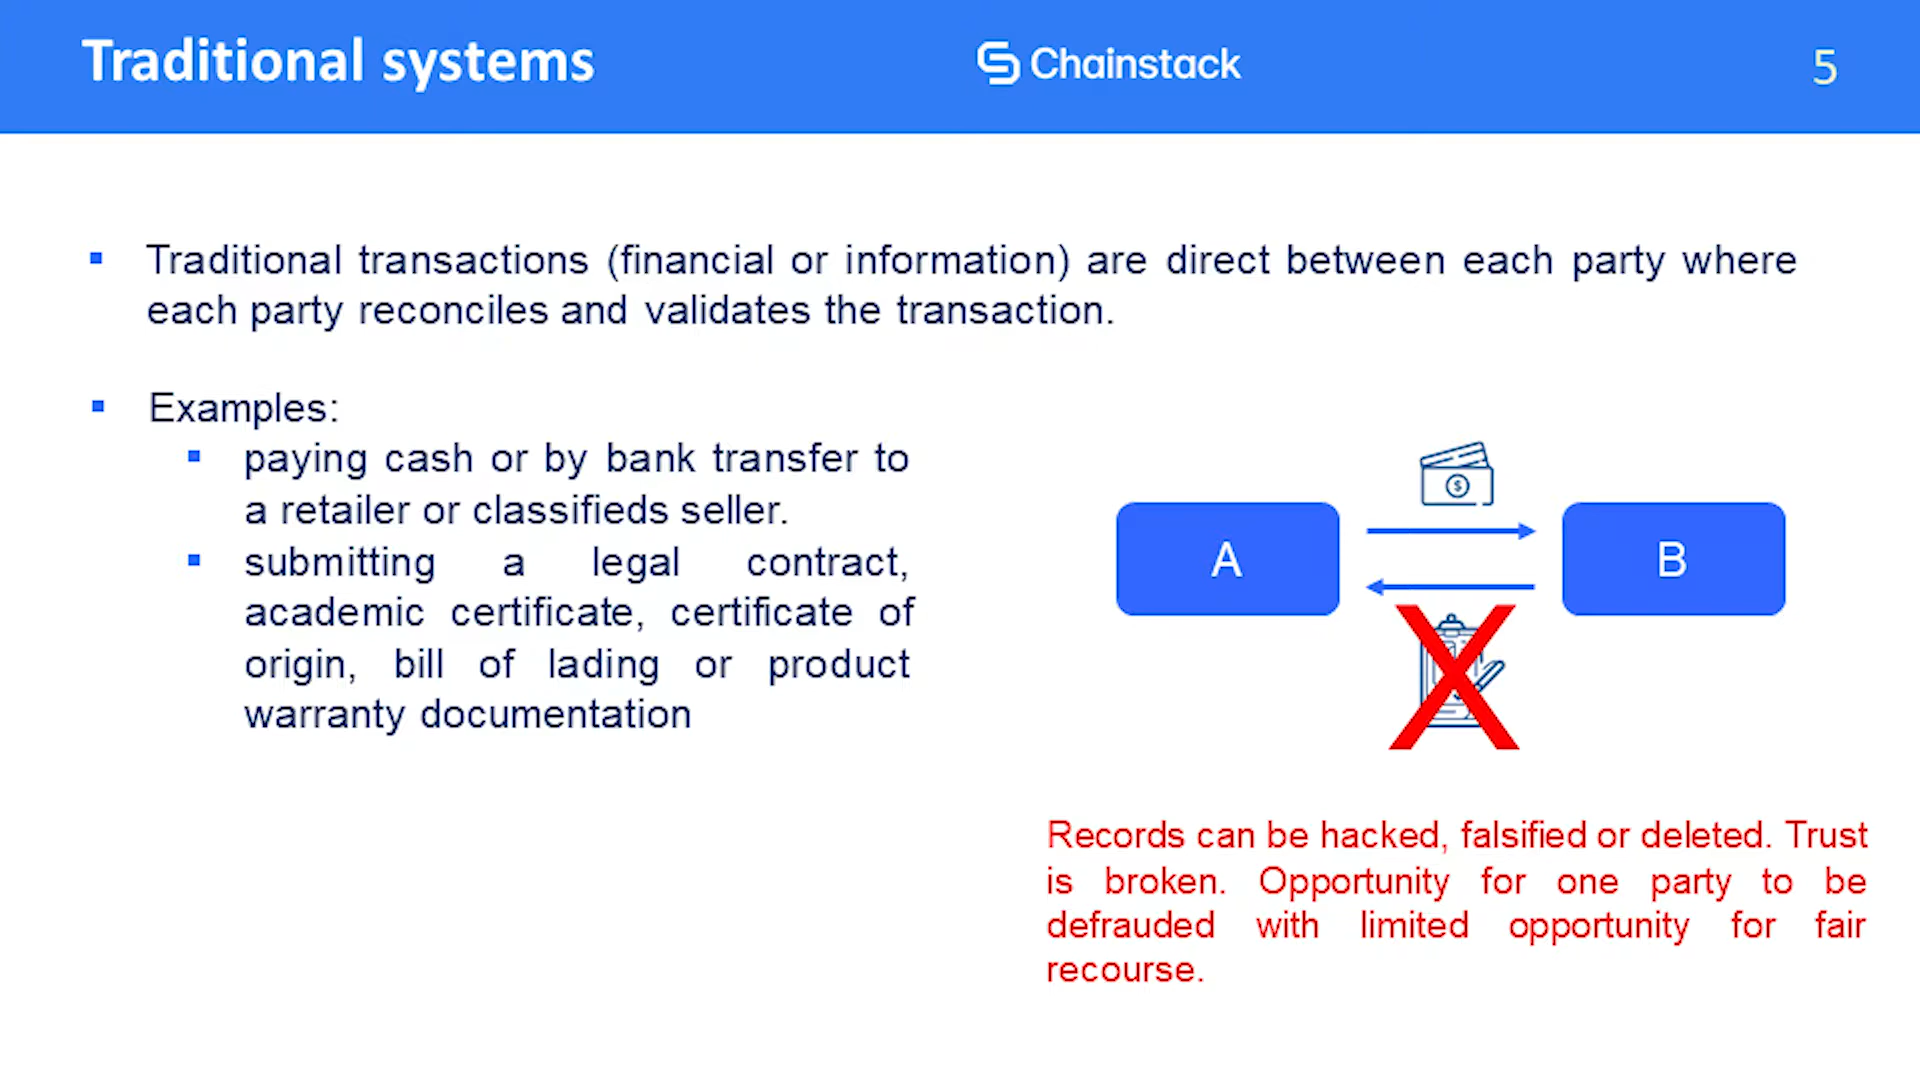 Traditional systems
Chainstack
5
Traditional transactions (financial or information) are direct between each party where
each party reconciles and validates the transaction.
Examples:
paying cash or by bank transfer to
a retailer or classifieds seller.
submitting a legal contract,
academic certificate, certificate of
origin, bill of lading or product
warranty documentation
$
A
B
X
Records can be hacked, falsified or deleted. Trust
is broken. Opportunity for one party to be
defrauded with limited opportunity for fair
recourse.